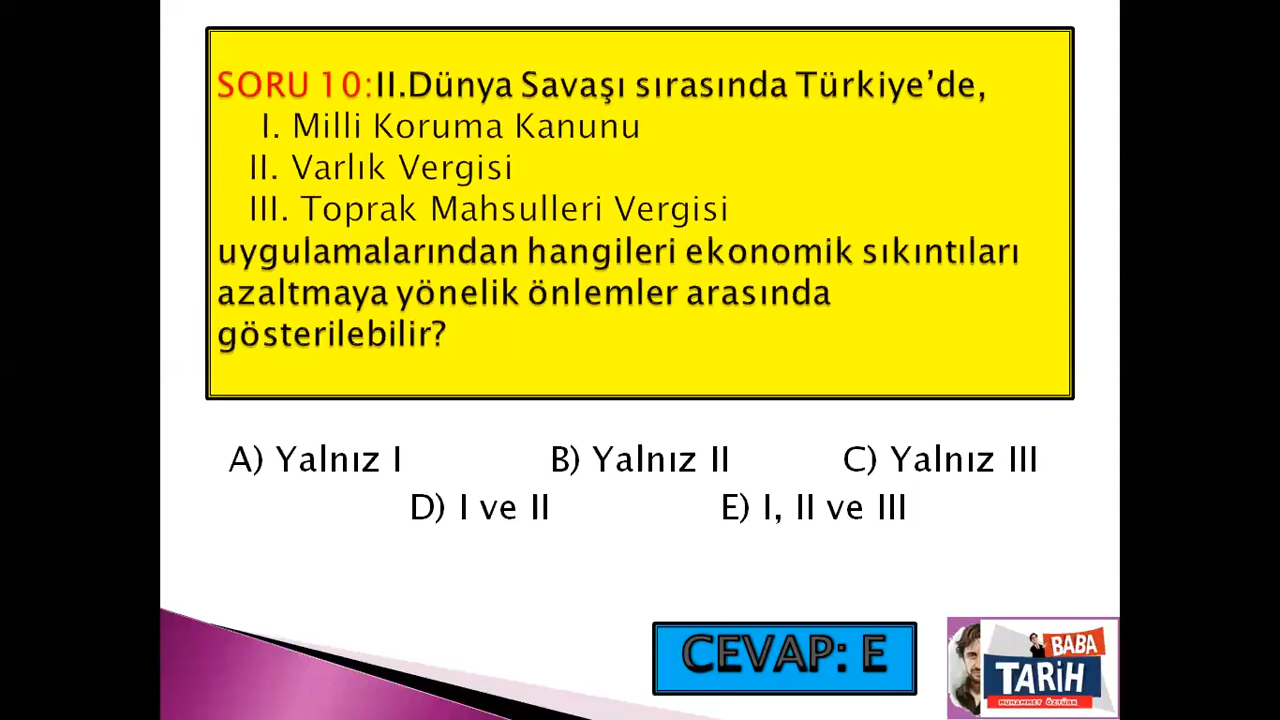 SORU 10:II.Dünya Savaşı sırasında Türkiye’de,
I. Milli Koruma Kanunu
II. Varlık Vergisi
III. Toprak Mahsulleri Vergisi
uygulamalarından hangileri ekonomik sıkıntıları
azaltmaya yönelik önlemler arasında
gösterilebilir?
A) Yalnız I B) Yalnız II C) Yalnız III
D) I ve II E) I, II ve III
CEVAP: E
BABA
TARİH
MUHAMMET ÖZTÜRK